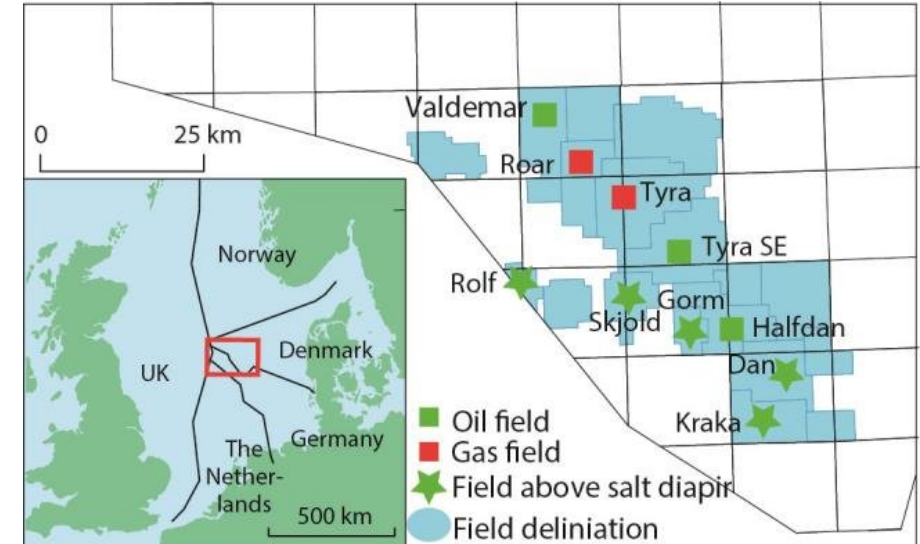 Valdemar
0 25 km
Roar
Tyra
Tyra SE
Rolf
Gorm
Skjold
Halfdan
Dan
Kraka
Norway
Denmark
UK
Germany
The
Nether-
lands
500 km
Oil field
Gas field
Field above salt diapir
Field deliniation